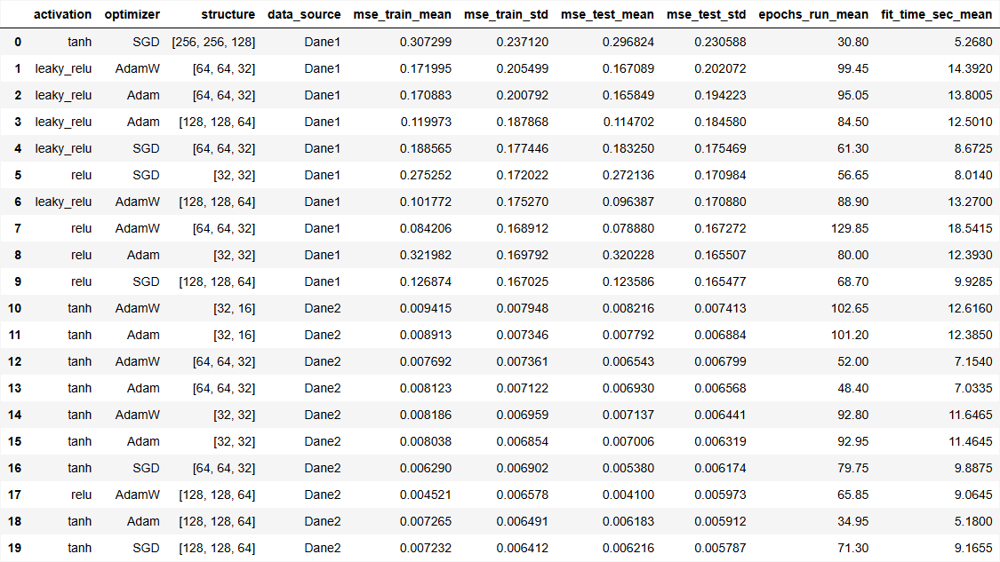 activation optimizer structure data_source mse_train_mean mse_train_std mse_test_mean mse_test_std epochs_run_mean fit_time_sec_mean
0 tanh SGD [256, 256, 128] Dane1 0.307299 0.237120 0.296824 0.230588 30.80 5.2680
1 leaky_relu AdamW [64, 64, 32] Dane1 0.171995 0.205499 0.167089 0.202072 99.45 14.3920
2 leaky_relu Adam [64, 64, 32] Dane1 0.170883 0.200792 0.165849 0.194223 95.05 13.8005
3 leaky_relu Adam [128, 128, 64] Dane1 0.119973 0.187868 0.114702 0.184580 84.50 12.5010
4 leaky_relu SGD [64, 64, 32] Dane1 0.188565 0.177446 0.183250 0.175469 61.30 8.6725
5 relu SGD [32, 32] Dane1 0.275252 0.172022 0.272136 0.170984 56.65 8.0140
6 leaky_relu AdamW [128, 128, 64] Dane1 0.101772 0.175270 0.096387 0.170880 88.90 13.2700
7 relu AdamW [64, 64, 32] Dane1 0.084206 0.168912 0.078880 0.167272 129.85 18.5415
8 relu Adam [32, 32] Dane1 0.321982 0.169792 0.320228 0.165507 80.00 12.3930
9 relu SGD [128, 128, 64] Dane1 0.126874 0.167025 0.123586 0.165477 68.70 9.9285
10 tanh AdamW [32, 16] Dane2 0.009415 0.007948 0.008216 0.007413 102.65 12.6160
11 tanh Adam [32, 16] Dane2 0.008913 0.007346 0.007792 0.006884 101.20 12.3850
12 tanh AdamW [64, 64, 32] Dane2 0.007692 0.007361 0.006543 0.006799 52.00 7.1540
13 tanh Adam [64, 64, 32] Dane2 0.008123 0.007122 0.006930 0.006568 48.40 7.0335
14 tanh AdamW [32, 32] Dane2 0.008186 0.006959 0.007137 0.006441 92.80 11.6465
15 tanh Adam [32, 32] Dane2 0.008038 0.006854 0.007006 0.006319 92.95 11.4645
16 tanh SGD [64, 64, 32] Dane2 0.006290 0.006902 0.005380 0.006174 79.75 9.8875
17 relu AdamW [128, 128, 64] Dane2 0.004521 0.006578 0.004100 0.005973 65.85 9.0645
18 tanh Adam [128, 128, 64] Dane2 0.007265 0.006491 0.006183 0.005912 34.95 5.1800
19 tanh SGD [128, 128, 64] Dane2 0.007232 0.006412 0.006216 0.005787 71.30 9.1655